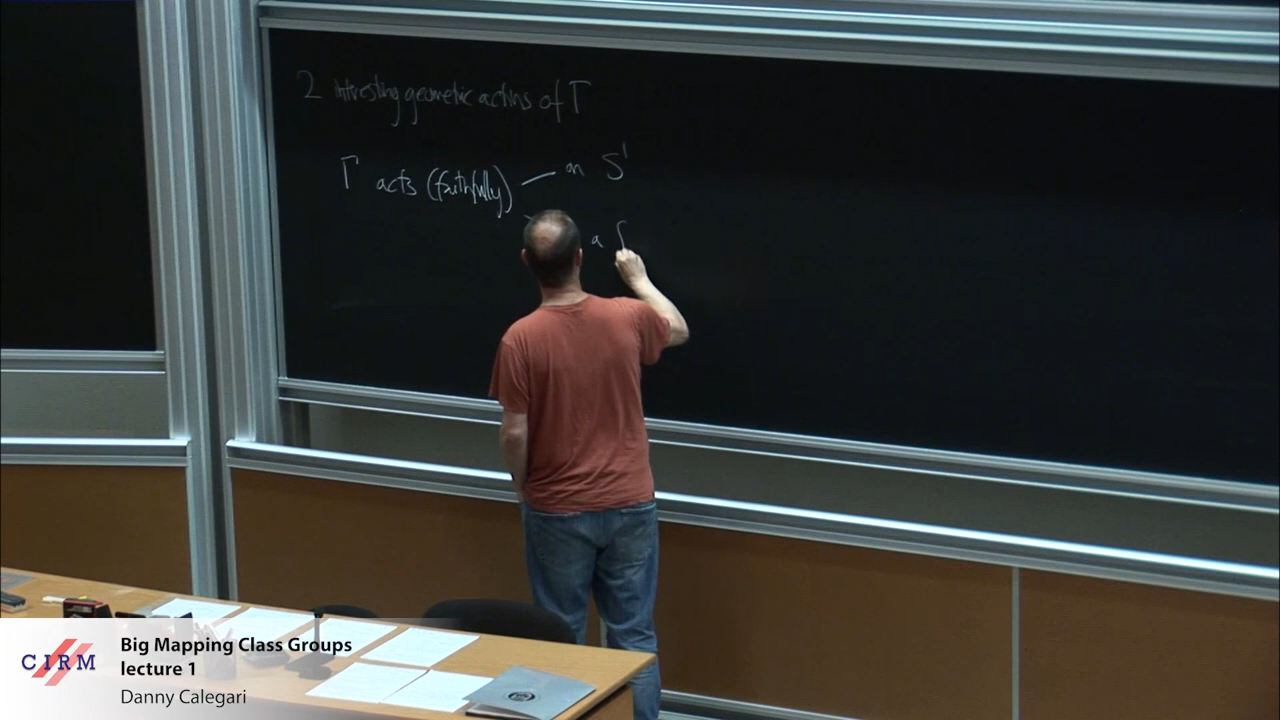 2 interesting geometric actions of Γ
Γ acts (faithfully) — on S¹
a
CIRM
Big Mapping Class Groups
lecture 1
Danny Calegari